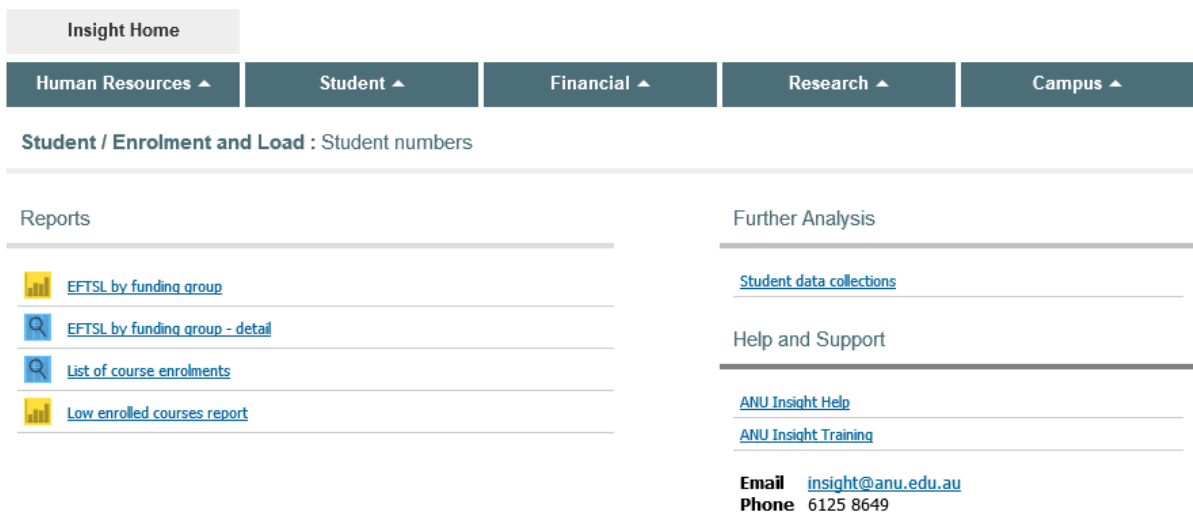 Insight Home
Human Resources
Student
Financial
Research
Campus
Student / Enrolment and Load : Student numbers
Reports
EFTSL by funding group
EFTSL by funding group - detail
List of course enrolments
Low enrolled courses report
Further Analysis
Student data collections
Help and Support
ANU Insight Help
ANU Insight Training
Email insight@anu.edu.au
Phone 6125 8649